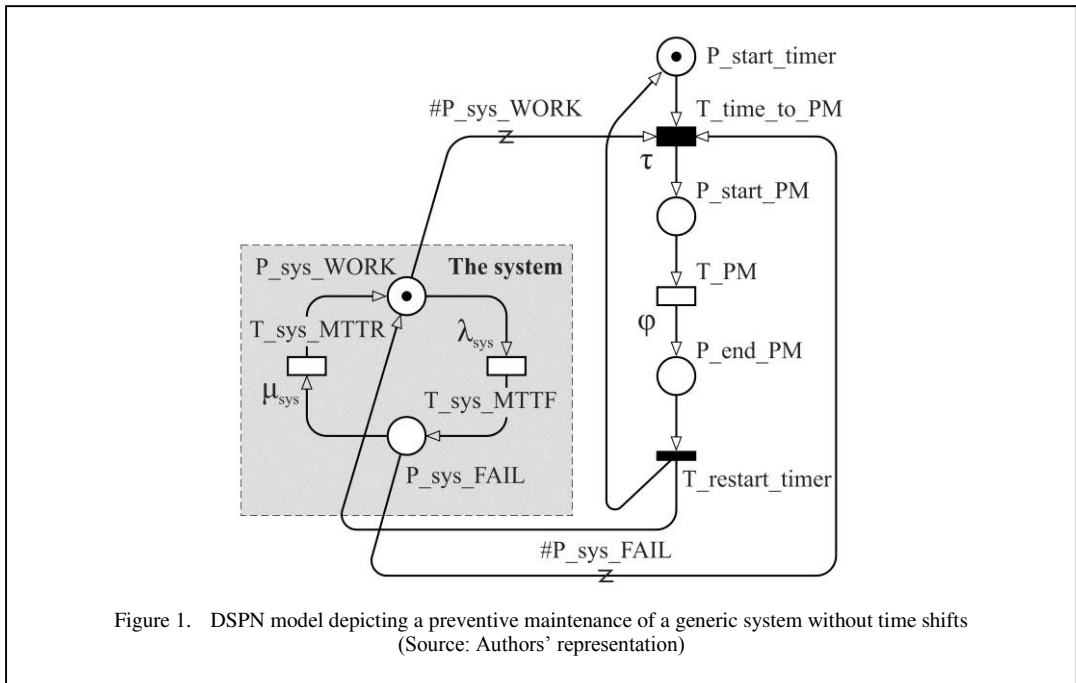 P_start_timer
#P_sys_WORK
T_time_to_PM
τ
P_start_PM
P_sys_WORK
The system
T_PM
T_sys_MTTR
λsys
φ
P_end_PM
μsys
T_sys_MTTF
P_sys_FAIL
T_restart_timer
#P_sys_FAIL
Figure 1. DSPN model depicting a preventive maintenance of a generic system without time shifts
(Source: Authors’ representation)